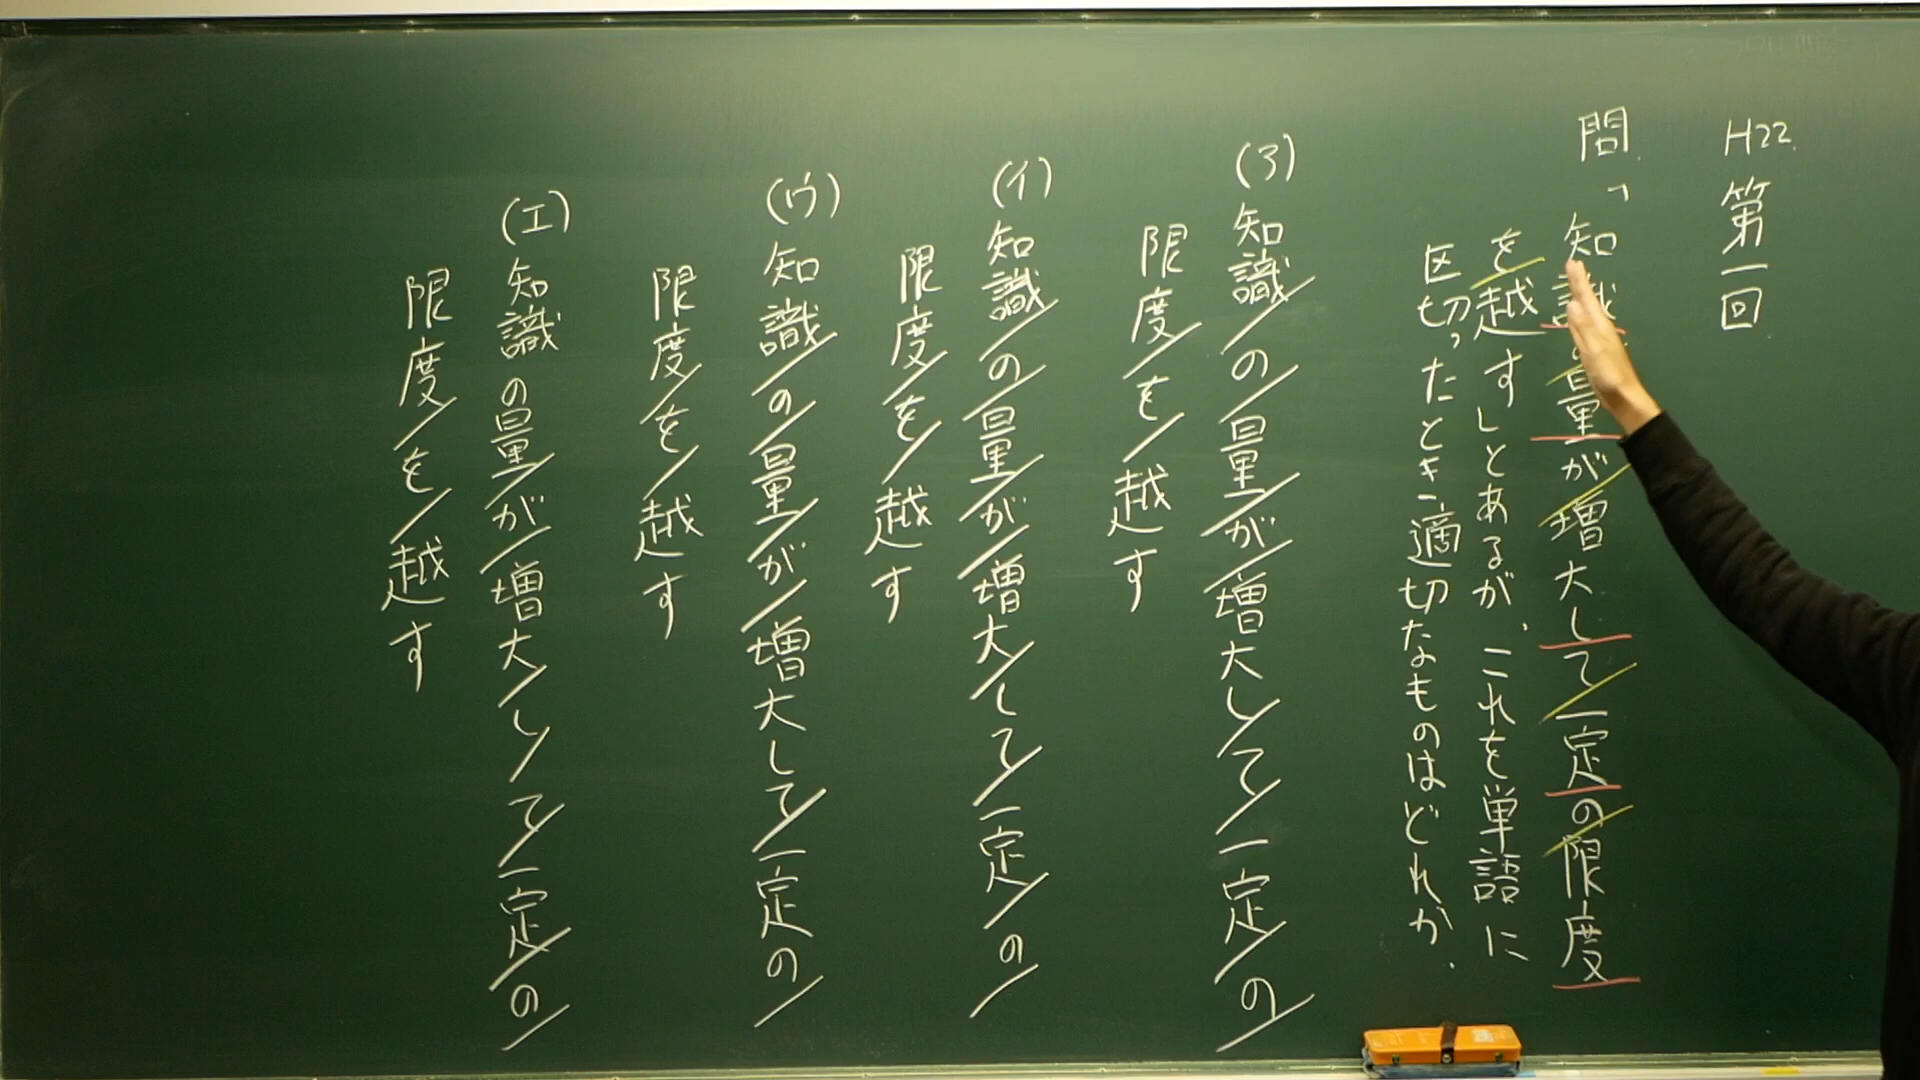 H22 第一回
問「知識の量が増大して一定の限度
を越す」とあるが、これを単語に
区切ったとき、適切なものはどれか。
(ア)知識/の/量/が/増大し/て/一定/の/
限度/を/越す
(イ)知識/の/量/が/増大/して/一定/の/
限度/を/越す
(ウ)知識/の/量/が/増大して/一定の/
限度/を/越す
(エ)知識の量/が/増大/し/て/一定/の/
限度/を/越す